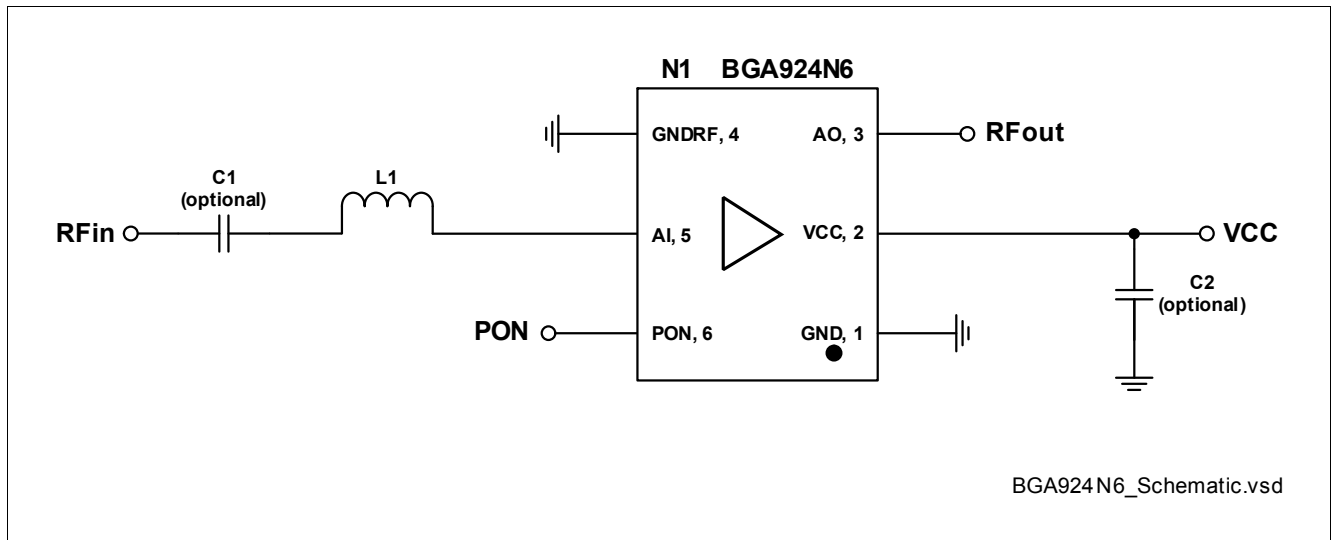 N1 BGA924N6
GNDRF, 4
AO, 3
RFout
C1
(optional)
L1
RFin
AI, 5
VCC, 2
VCC
C2
(optional)
PON
PON, 6
GND, 1
BGA924N6_Schematic.vsd